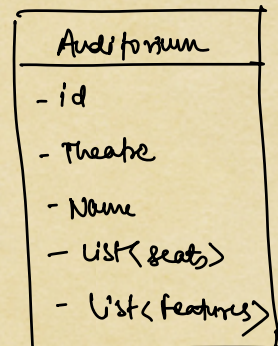 Auditorium
- id
- Theatre
- Name
- List<seats>
- List<features>